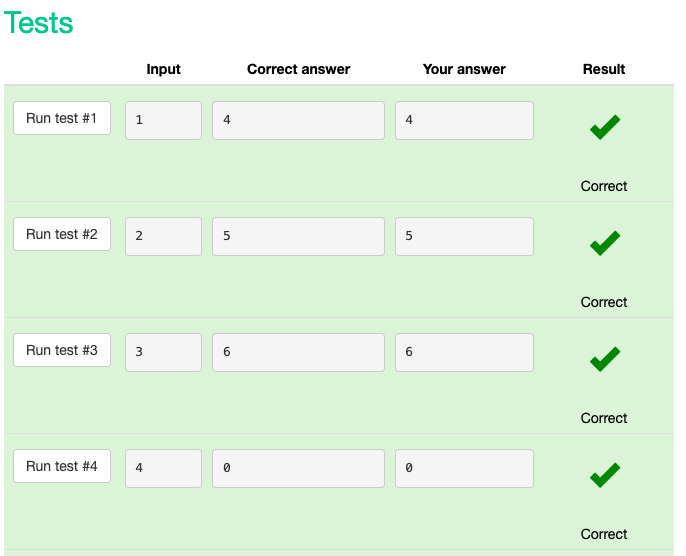 Tests
Input Correct answer Your answer Result
Run test #1 1 4 4
Correct
Run test #2 2 5 5
Correct
Run test #3 3 6 6
Correct
Run test #4 4 0 0
Correct